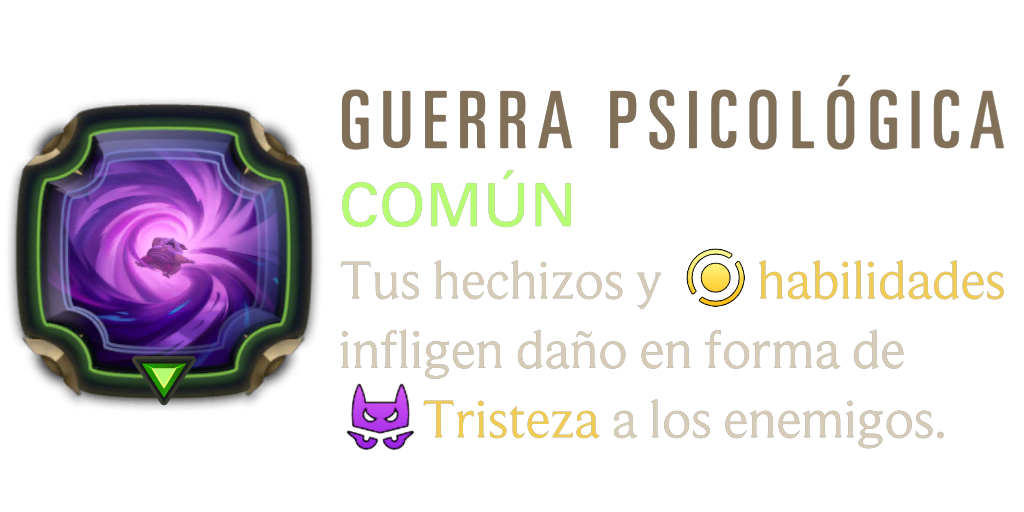 GUERRA PSICOLÓGICA
COMÚN
Tus hechizos y habilidades
infligen daño en forma de
Tristeza a los enemigos.